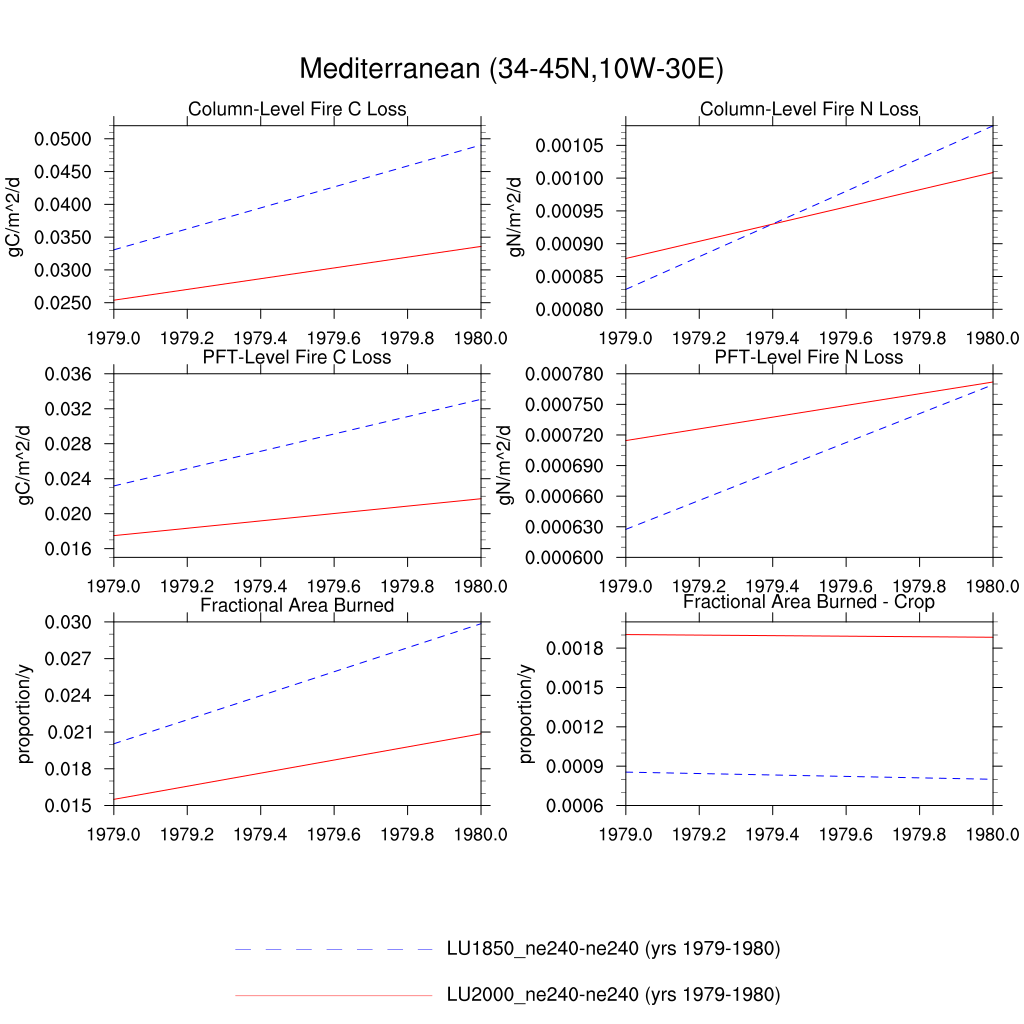 Mediterranean (34-45N,10W-30E)
Column-Level Fire C Loss
gC/m^2/d
0.0500
0.0450
0.0400
0.0350
0.0300
0.0250
1979.0 1979.2 1979.4 1979.6 1979.8 1980.0
Column-Level Fire N Loss
gN/m^2/d
0.00105
0.00100
0.00095
0.00090
0.00085
0.00080
1979.0 1979.2 1979.4 1979.6 1979.8 1980.0
PFT-Level Fire C Loss
gC/m^2/d
0.036
0.032
0.028
0.024
0.020
0.016
1979.0 1979.2 1979.4 1979.6 1979.8 1980.0
PFT-Level Fire N Loss
gN/m^2/d
0.000780
0.000750
0.000720
0.000690
0.000660
0.000630
0.000600
1979.0 1979.2 1979.4 1979.6 1979.8 1980.0
Fractional Area Burned
proportion/y
0.030
0.027
0.024
0.021
0.018
0.015
1979.0 1979.2 1979.4 1979.6 1979.8 1980.0
Fractional Area Burned - Crop
proportion/y
0.0018
0.0015
0.0012
0.0009
0.0006
1979.0 1979.2 1979.4 1979.6 1979.8 1980.0
LU1850_ne240-ne240 (yrs 1979-1980)
LU2000_ne240-ne240 (yrs 1979-1980)